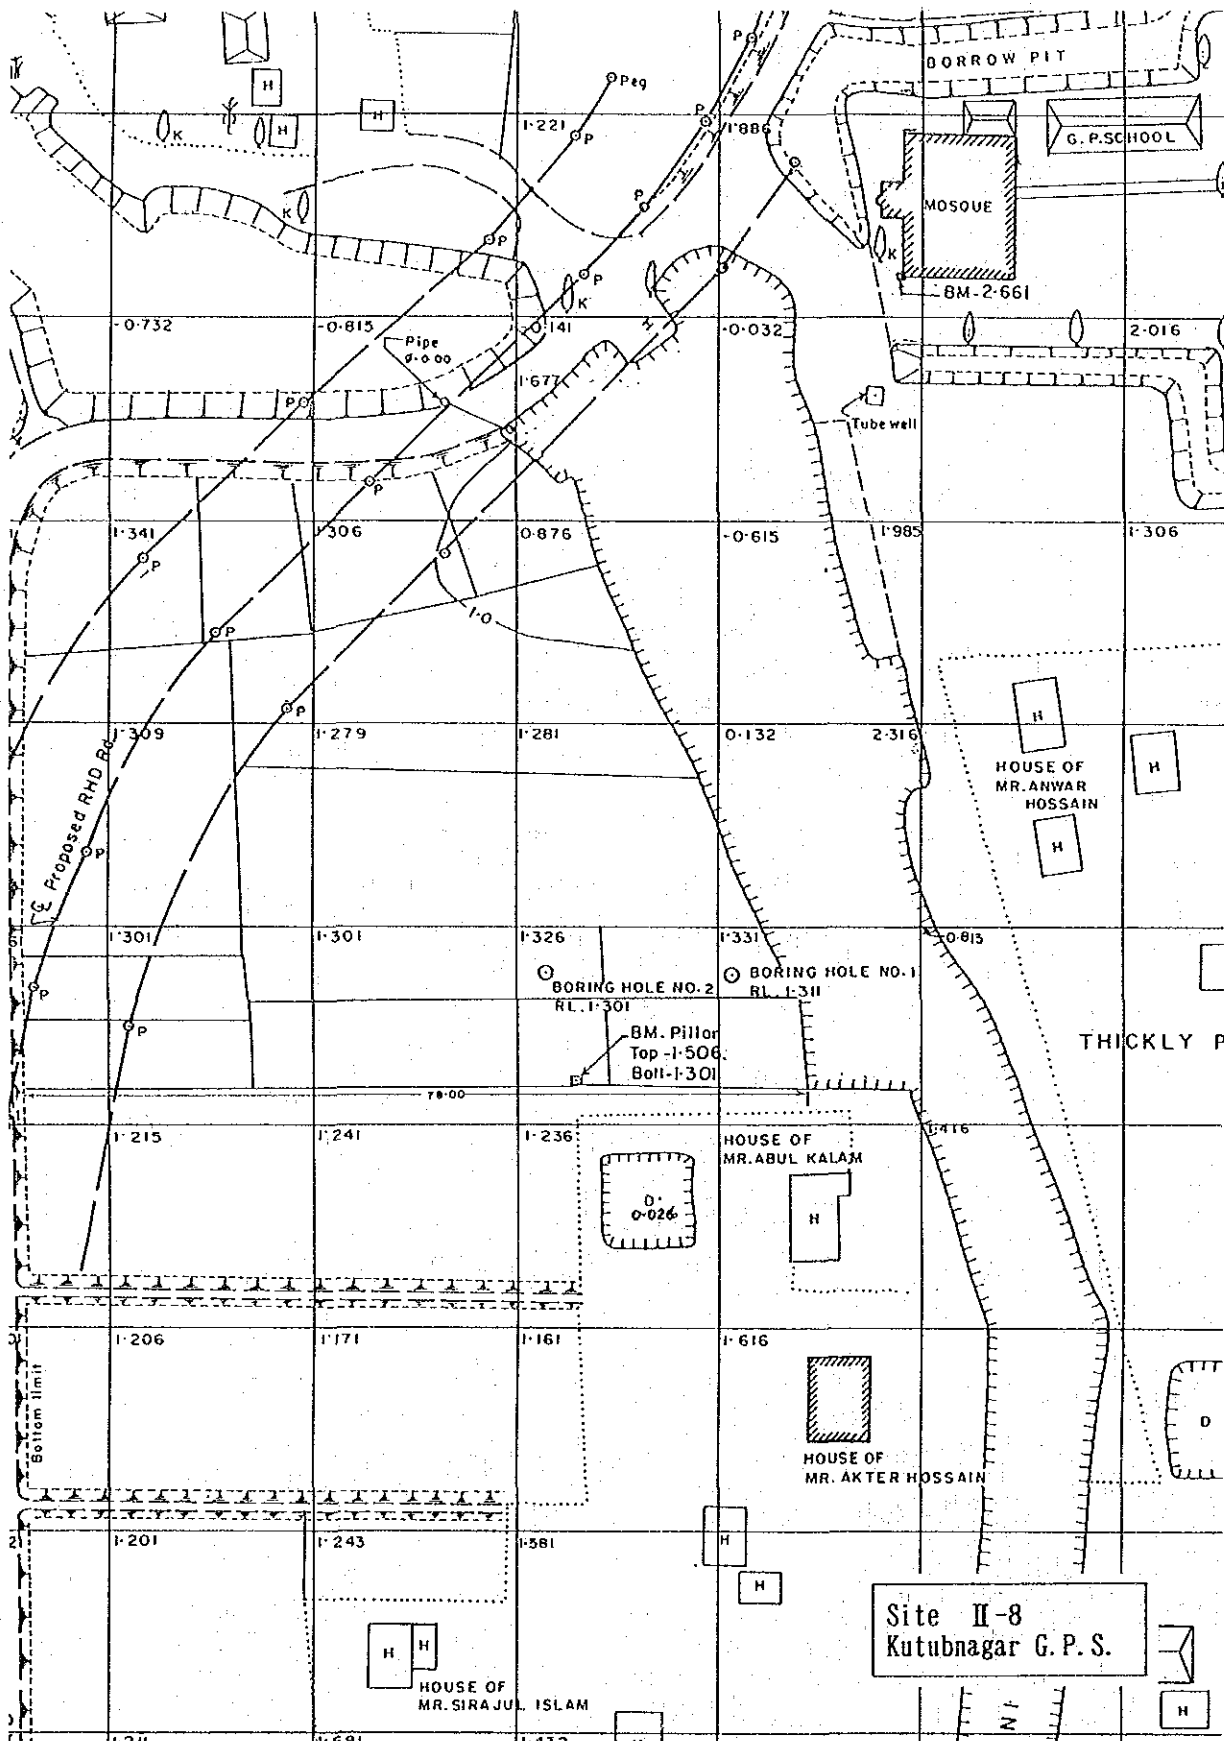 BORROW PIT
Peg
P
P
H
H
H
K
1·221
P
1·886
P
G.P.SCHOOL
K
P
MOSQUE
P
K
P
K
BM-2·661
-0·732
-0·815
0·141
H
-0·032
2·016
Pipe
Ø.0.00
1·677
P
Tube well
P
1·341
1·306
0·876
-0·615
1·985
1·306
P
1·0
P
H
P
1·309
1·279
1·281
0·132
2·316
H
HOUSE OF
MR.ANWAR
HOSSAIN
H
P
℄ Proposed RHD Rd.
1·301
1·301
1·326
1·331
-0·813
BORING HOLE NO.1
RL.1·311
BORING HOLE NO.2
RL.1·301
P
P
BM. Pillar
Top -1·506
Bott-1·301
THICKLY P
78·00
1·215
1·241
1·236
1·416
HOUSE OF
MR.ABUL KALAM
D
0·026
H
1·206
1·171
1·161
1·616
Bottom limit
D
HOUSE OF
MR. AKTER HOSSAIN
1·201
1·243
1·581
H
H
Site II-8
Kutubnagar G.P.S.
H
H
HOUSE OF
MR.SIRAJUL ISLAM
H